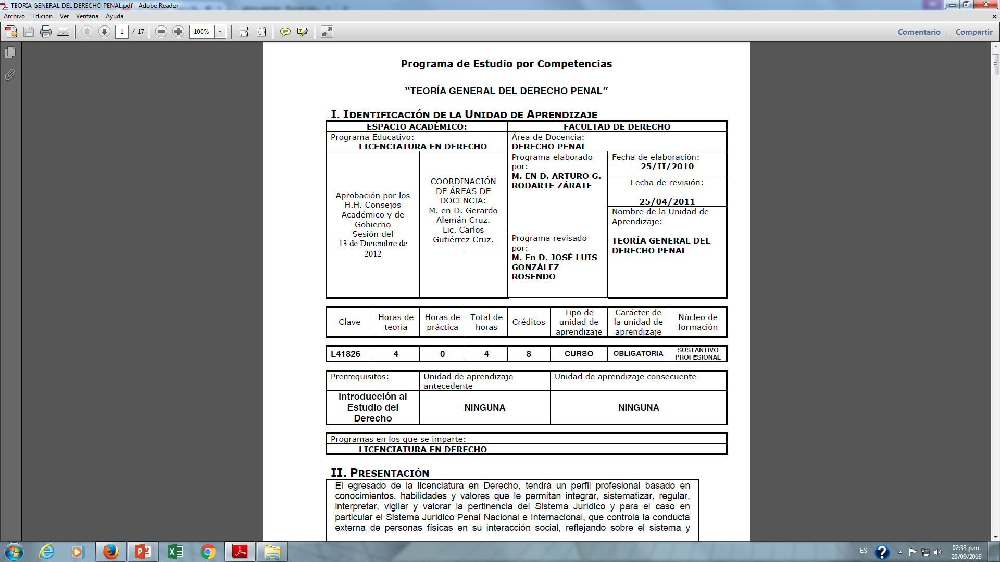 TEORIA GENERAL DEL DERECHO PENAL.pdf - Adobe Reader
Archivo Edición Ver Ventana Ayuda
1 / 17 100% Comentario Compartir
Programa de Estudio por Competencias
“TEORÍA GENERAL DEL DERECHO PENAL”
I. IDENTIFICACIÓN DE LA UNIDAD DE APRENDIZAJE
ESPACIO ACADÉMICO: FACULTAD DE DERECHO
Programa Educativo:
LICENCIATURA EN DERECHO
Área de Docencia:
DERECHO PENAL
Aprobación por los
H.H. Consejos
Académico y de
Gobierno
Sesión del
13 de Diciembre de
2012
COORDINACIÓN
DE ÁREAS DE
DOCENCIA:
M. en D. Gerardo
Alemán Cruz.
Lic. Carlos
Gutiérrez Cruz.
.
Programa elaborado
por:
M. EN D. ARTURO G.
RODARTE ZÁRATE
Programa revisado
por:
M. En D. JOSÉ LUIS
GONZÁLEZ
ROSENDO
Fecha de elaboración:
25/II/2010
Fecha de revisión:
25/04/2011
Nombre de la Unidad de
Aprendizaje:
TEORÍA GENERAL DEL
DERECHO PENAL
Clave
Horas de
teoría
Horas de
práctica
Total de
horas
Créditos
Tipo de
unidad de
aprendizaje
Carácter de
la unidad de
aprendizaje
Núcleo de
formación
L41826 4 0 4 8 CURSO OBLIGATORIA SUSTANTIVO
PROFESIONAL
Prerrequisitos:
Unidad de aprendizaje
antecedente
Unidad de aprendizaje consecuente
Introducción al
Estudio del
Derecho
NINGUNA
NINGUNA
Programas en los que se imparte:
LICENCIATURA EN DERECHO
II. PRESENTACIÓN
El egresado de la licenciatura en Derecho, tendrá un perfil profesional basado en
conocimientos, habilidades y valores que le permitan integrar, sistematizar, regular,
interpretar, vigilar y valorar la pertinencia del Sistema Jurídico y para el caso en
particular el Sistema Jurídico Penal Nacional e Internacional, que controla la conducta
externa de personas físicas en su interacción social, reflejando sobre el sistema y
ES
02:33 p.m.
20/09/2016